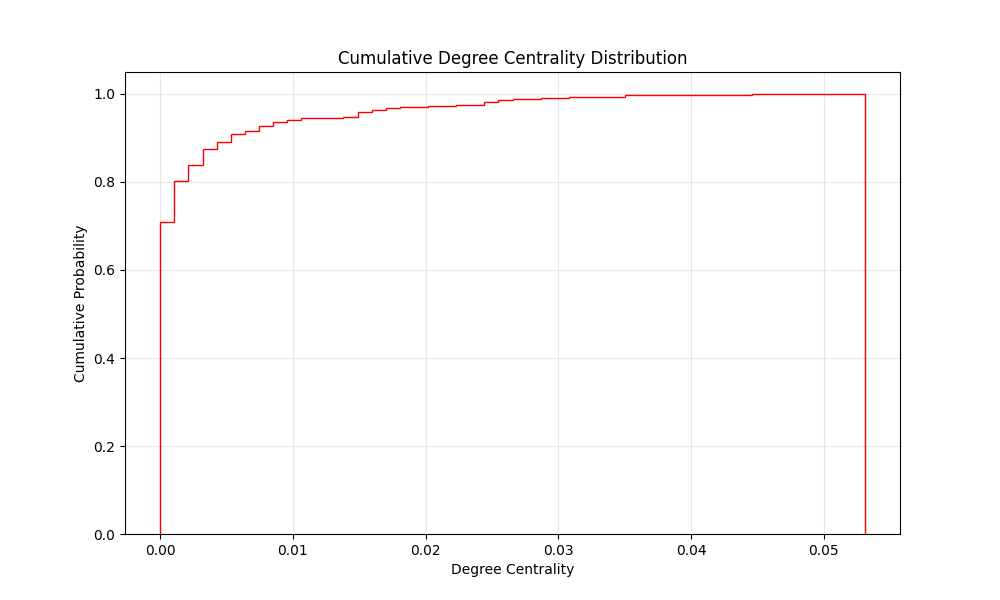 Cumulative Degree Centrality Distribution
Cumulative Probability
1.0
0.8
0.6
0.4
0.2
0.0
0.00 0.01 0.02 0.03 0.04 0.05
Degree Centrality